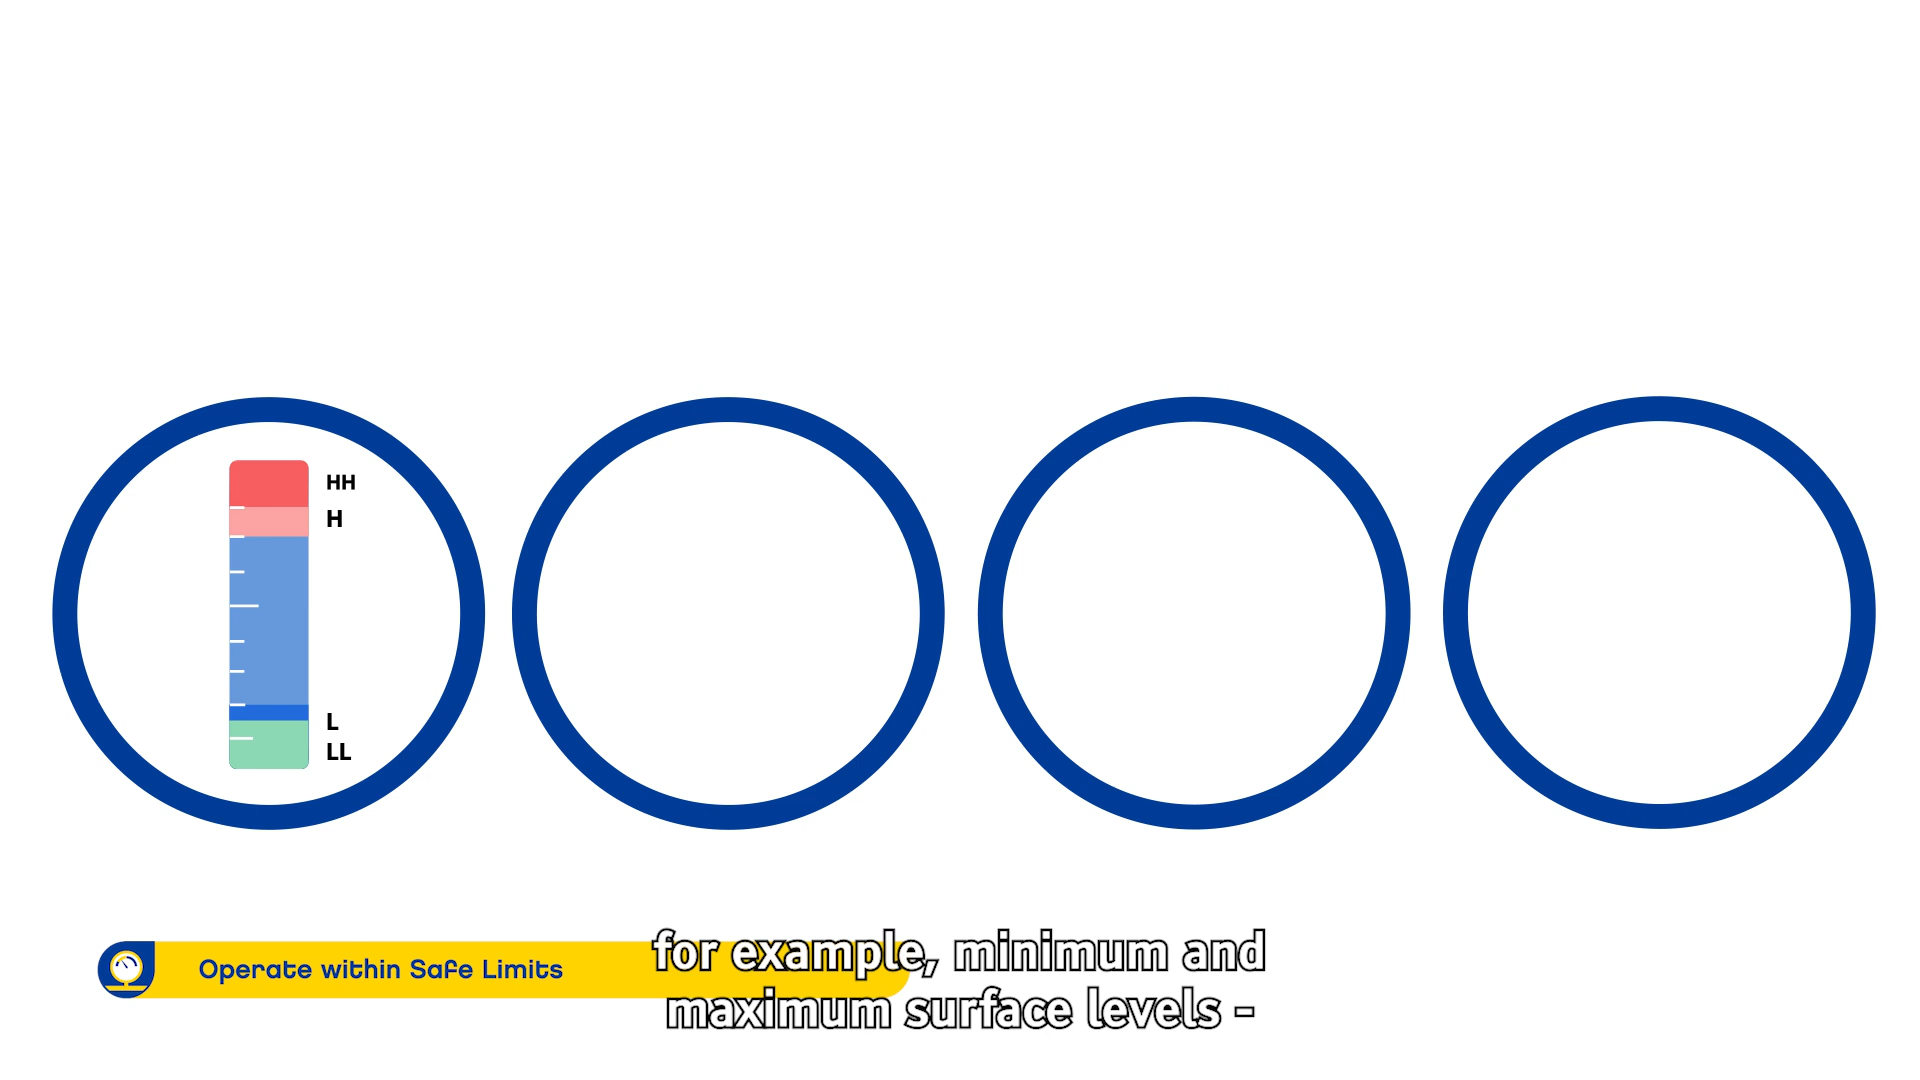 HH
H
L
LL
Operate within Safe Limits
for example, minimum and
maximum surface levels -